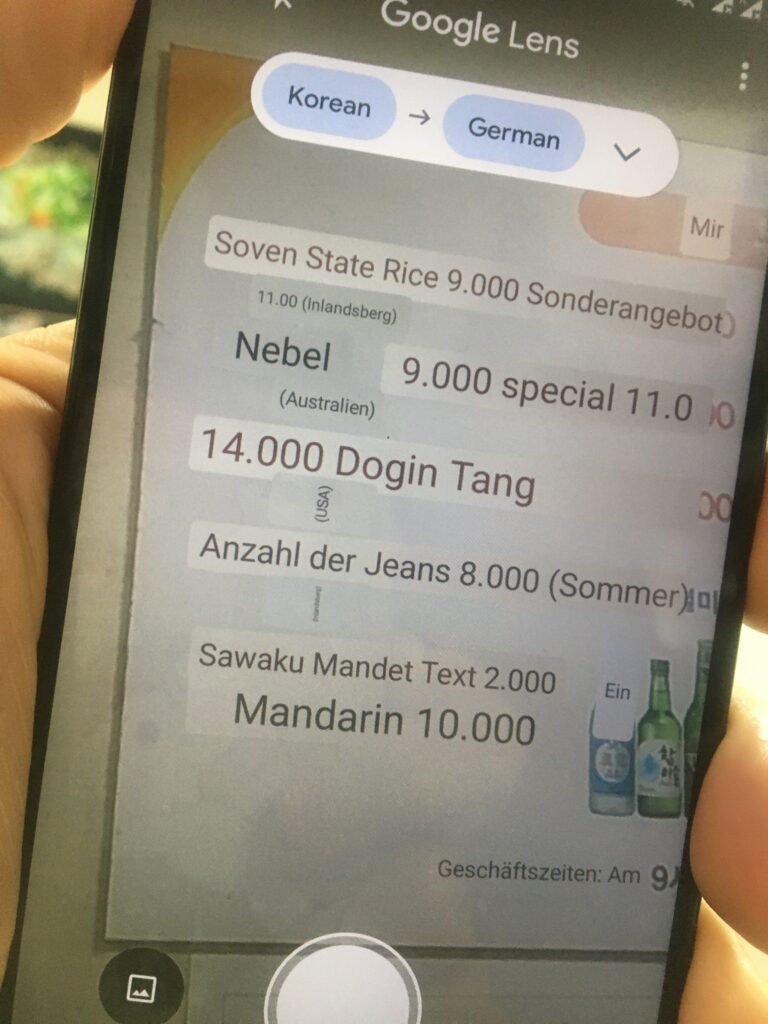 Google Lens
Korean → German
Mir
Soven State Rice 9.000 Sonderangebot)
11.00 (Inlandsberg)
Nebel
9.000 special 11.0
(Australien)
14.000 Dogin Tang
(USA)
Anzahl der Jeans 8.000 (Sommer)
Sawaku Mandet Text 2.000
Ein
Mandarin 10.000
Geschäftszeiten: Am 9